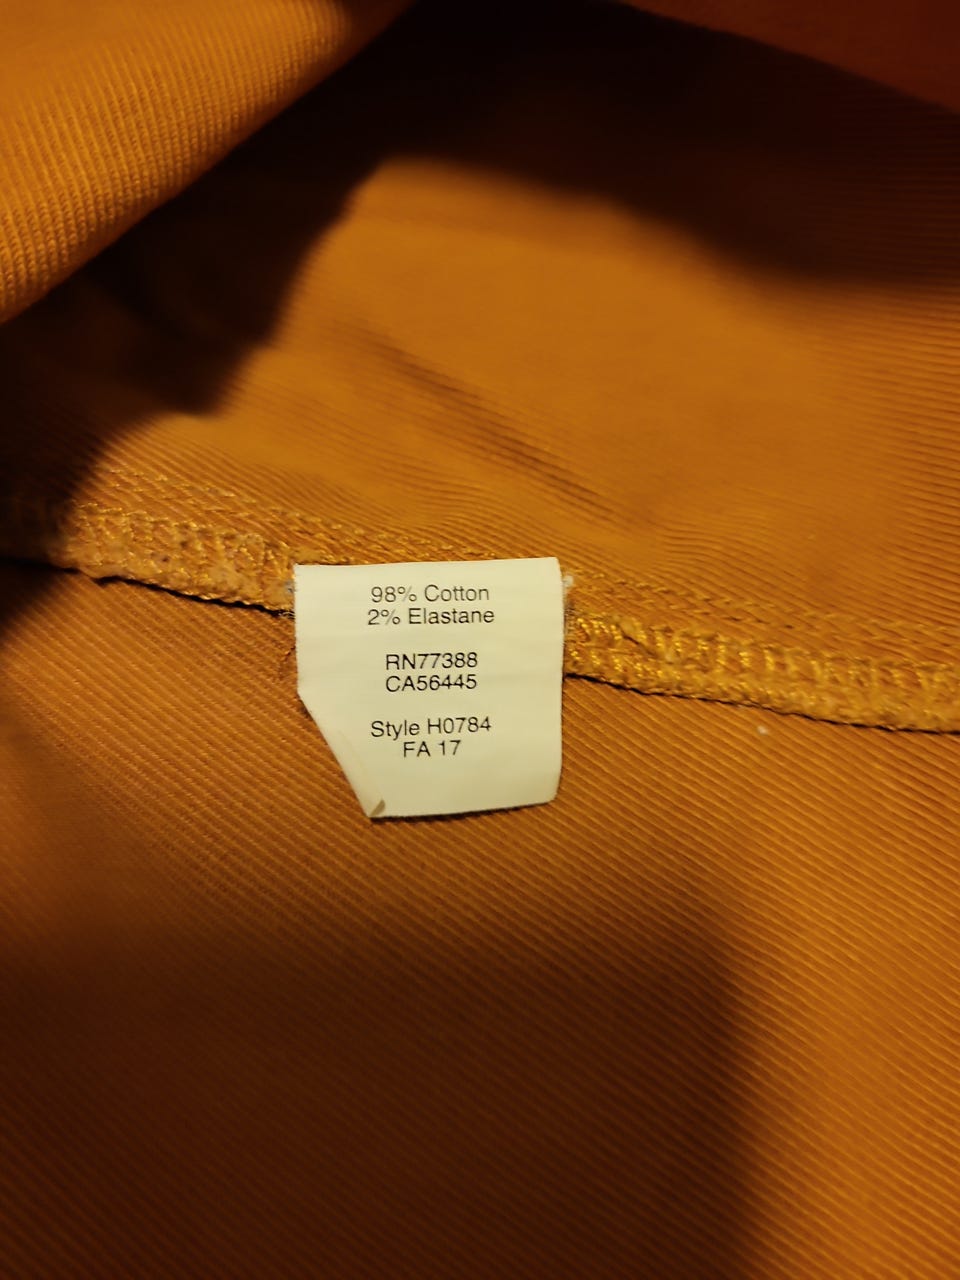 98% Cotton
2% Elastane
RN77388
CA56445
Style H0784
FA 17